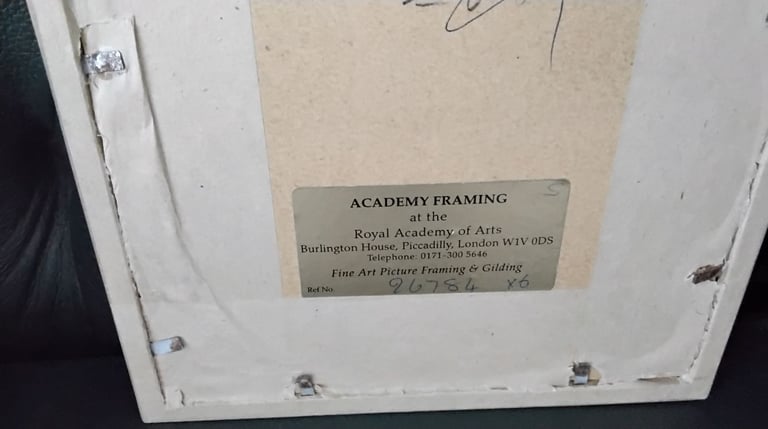 S
ACADEMY FRAMING
at the
Royal Academy of Arts
Burlington House, Piccadilly, London W1V 0DS
Telephone: 0171-300 5646
Fine Art Picture Framing & Gilding
Ref No. 26784 x6